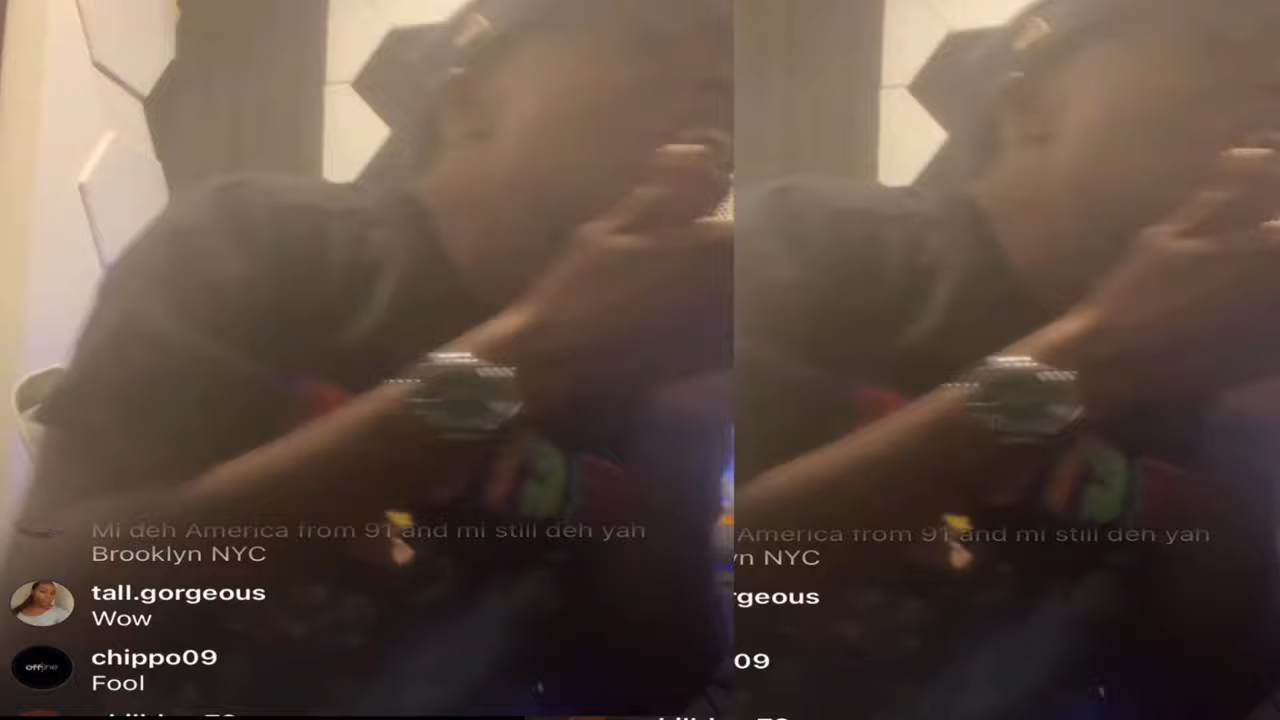 Mi deh America from 91 and mi still deh yah
Brooklyn NYC
tall.gorgeous
Wow
chippo09
Fool
offline
America from 91 and mi still deh yah
yn NYC
rgeous
09